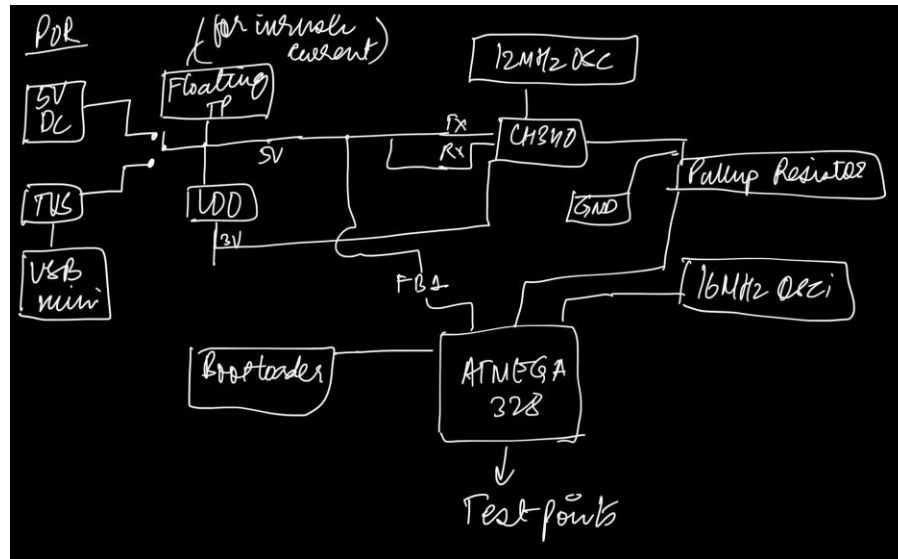 POR
(for inrush
current)
Floating
TP
5V
DC
12MHz OSC
TX
RX
CH340
5V
TVS
LDO
3V
GND
Pullup Resistor
USB
mini
FB1
16MHz OSCi
Bootloader
ATMEGA
328
Test points